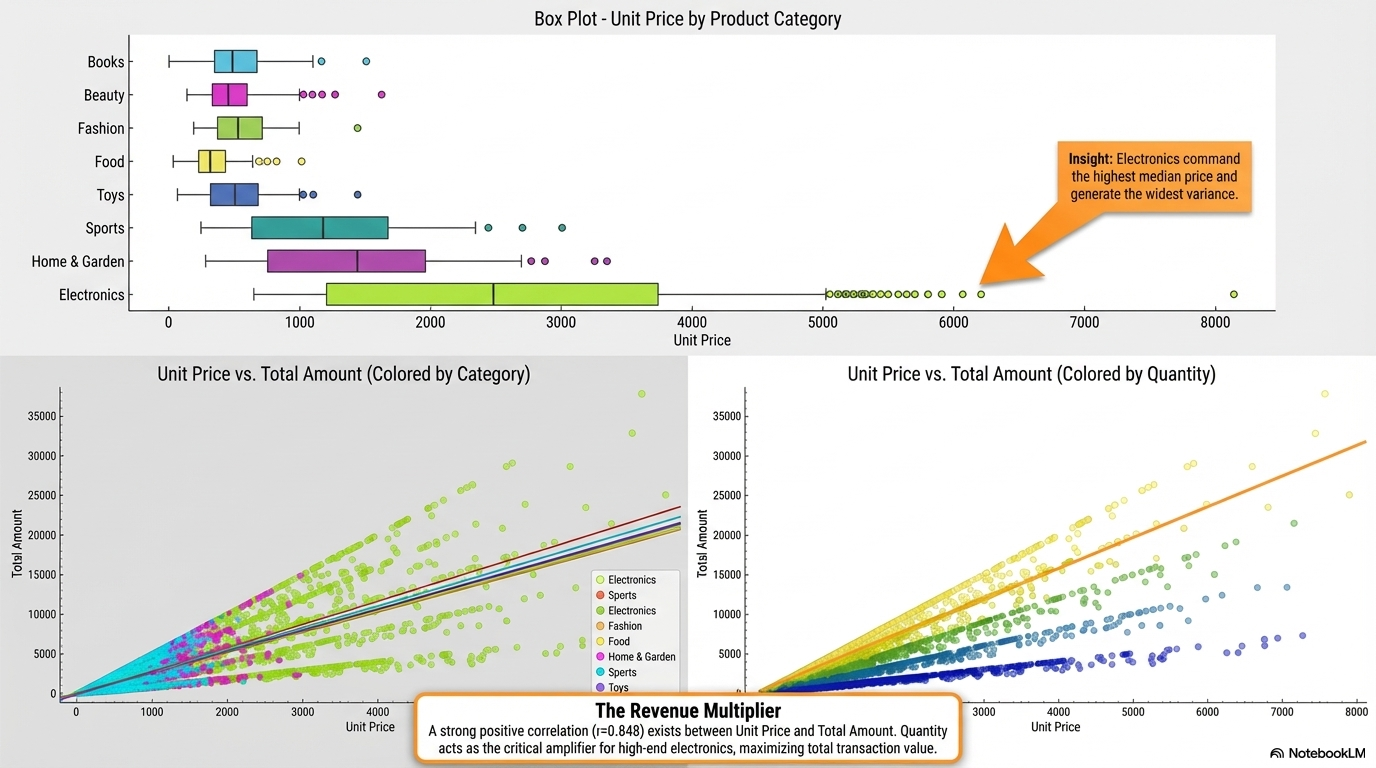 Box Plot - Unit Price by Product Category
Books
Beauty
Fashion
Food
Toys
Sports
Home & Garden
Electronics
Insight: Electronics command
the highest median price and
generate the widest variance.
0 1000 2000 3000 4000 5000 6000 7000 8000
Unit Price
Unit Price vs. Total Amount (Colored by Category)
Total Amount
35000
30000
25000
20000
15000
10000
5000
0
Electronics
Sports
Electronics
Fashion
Food
Home & Garden
Sports
Toys
0 1000 2000 3000 4000
Unit Price
Unit Price vs. Total Amount (Colored by Quantity)
Total Amount
35000
30000
25000
20000
15000
10000
5000
3000 4000 5000 6000 7000 8000
Unit Price
The Revenue Multiplier
A strong positive correlation (r=0.848) exists between Unit Price and Total Amount. Quantity
acts as the critical amplifier for high-end electronics, maximizing total transaction value.
NotebookLM